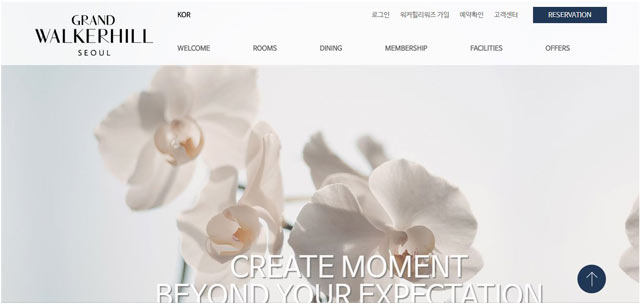 GRAND
WALKERHILL
SEOUL
KOR
로그인 워커힐리워즈 가입 예약확인 고객센터 RESERVATION
WELCOME ROOMS DINING MEMBERSHIP FACILITIES OFFERS
CREATE MOMENT
BEYOND YOUR EXPECTATION